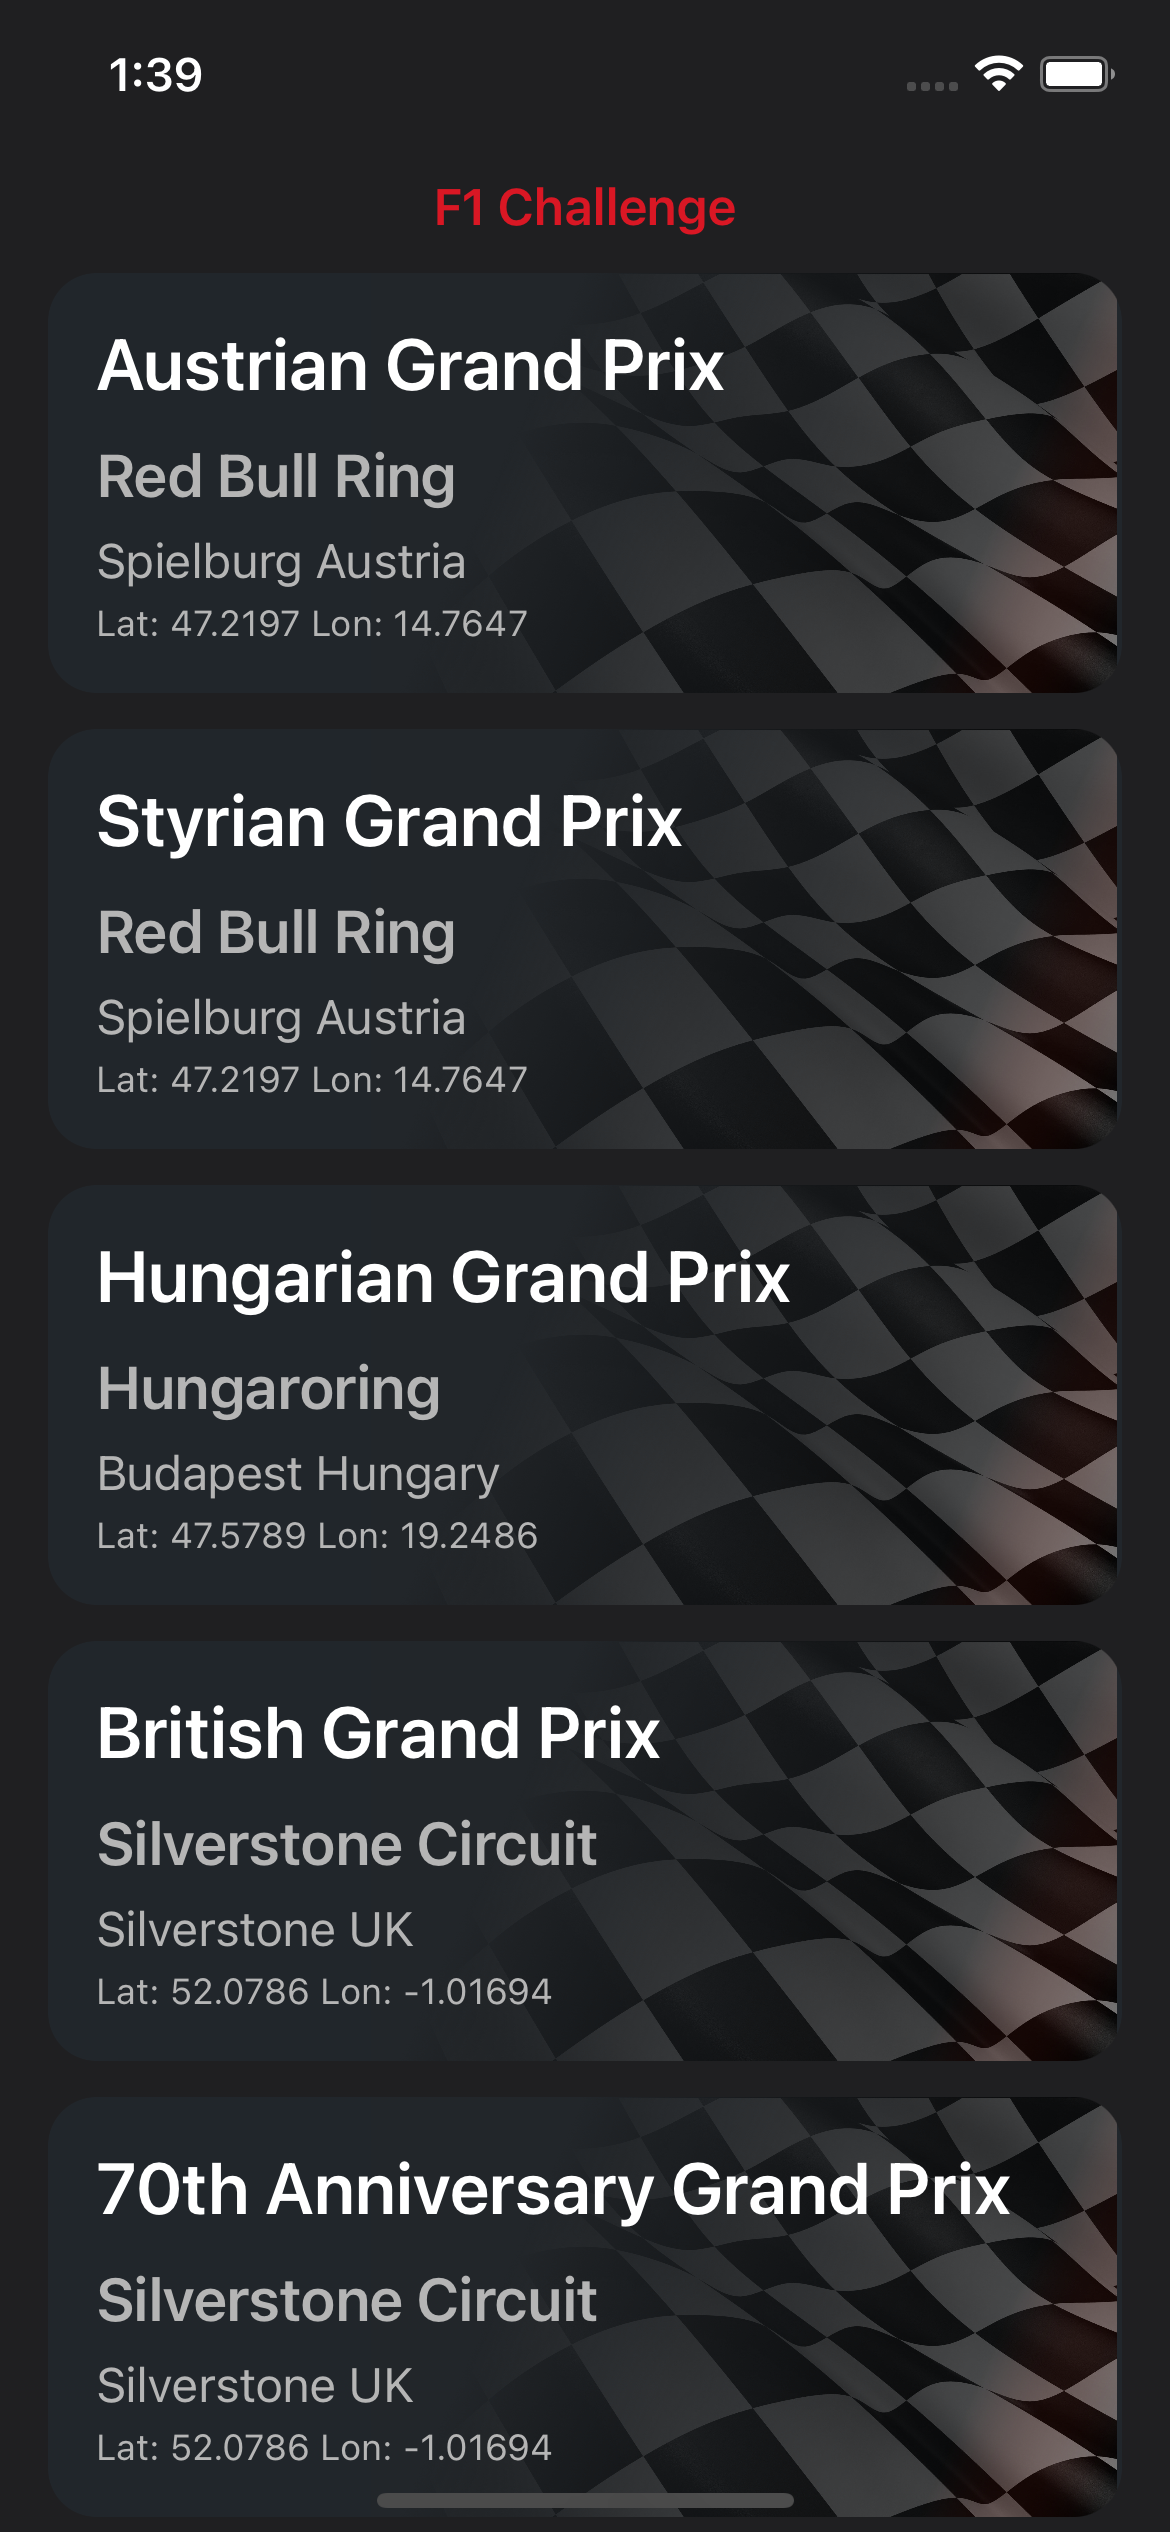 1:39
F1 Challenge
Austrian Grand Prix
Red Bull Ring
Spielburg Austria
Lat: 47.2197 Lon: 14.7647
Styrian Grand Prix
Red Bull Ring
Spielburg Austria
Lat: 47.2197 Lon: 14.7647
Hungarian Grand Prix
Hungaroring
Budapest Hungary
Lat: 47.5789 Lon: 19.2486
British Grand Prix
Silverstone Circuit
Silverstone UK
Lat: 52.0786 Lon: -1.01694
70th Anniversary Grand Prix
Silverstone Circuit
Silverstone UK
Lat: 52.0786 Lon: -1.01694